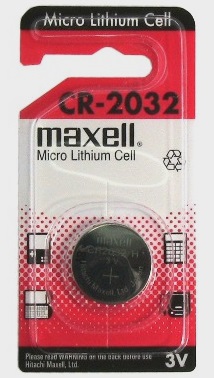 Micro Lithium Cell
CR-2032
maxell®
Micro Lithium Cell
Please read WARNING on the back before use
Hitachi Maxell, Ltd.
3V